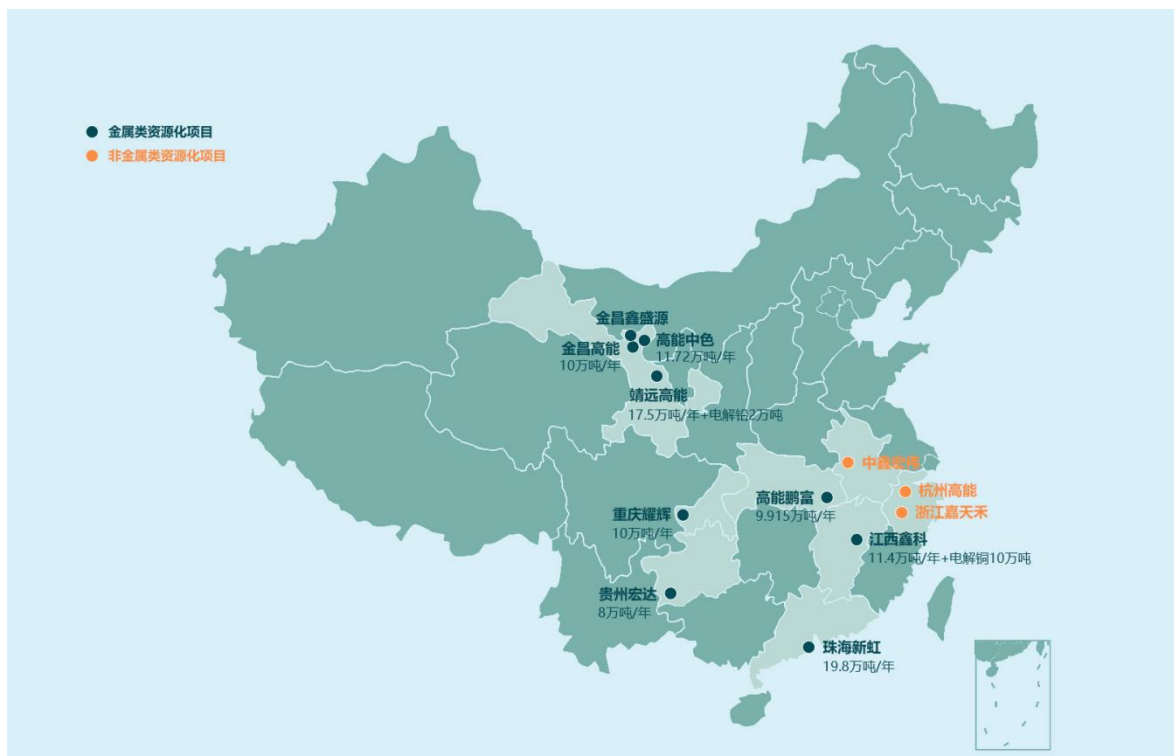 金属类资源化项目
非金属类资源化项目
金昌鑫盛源
金昌高能
10万吨/年
高能中色
11.72万吨/年
靖远高能
17.5万吨/年+电解铅2万吨
中鑫宏伟
杭州高能
浙江嘉天禾
高能鹏富
9.915万吨/年
重庆耀辉
10万吨/年
江西鑫科
11.4万吨/年+电解铜10万吨
贵州宏达
8万吨/年
珠海新虹
19.8万吨/年